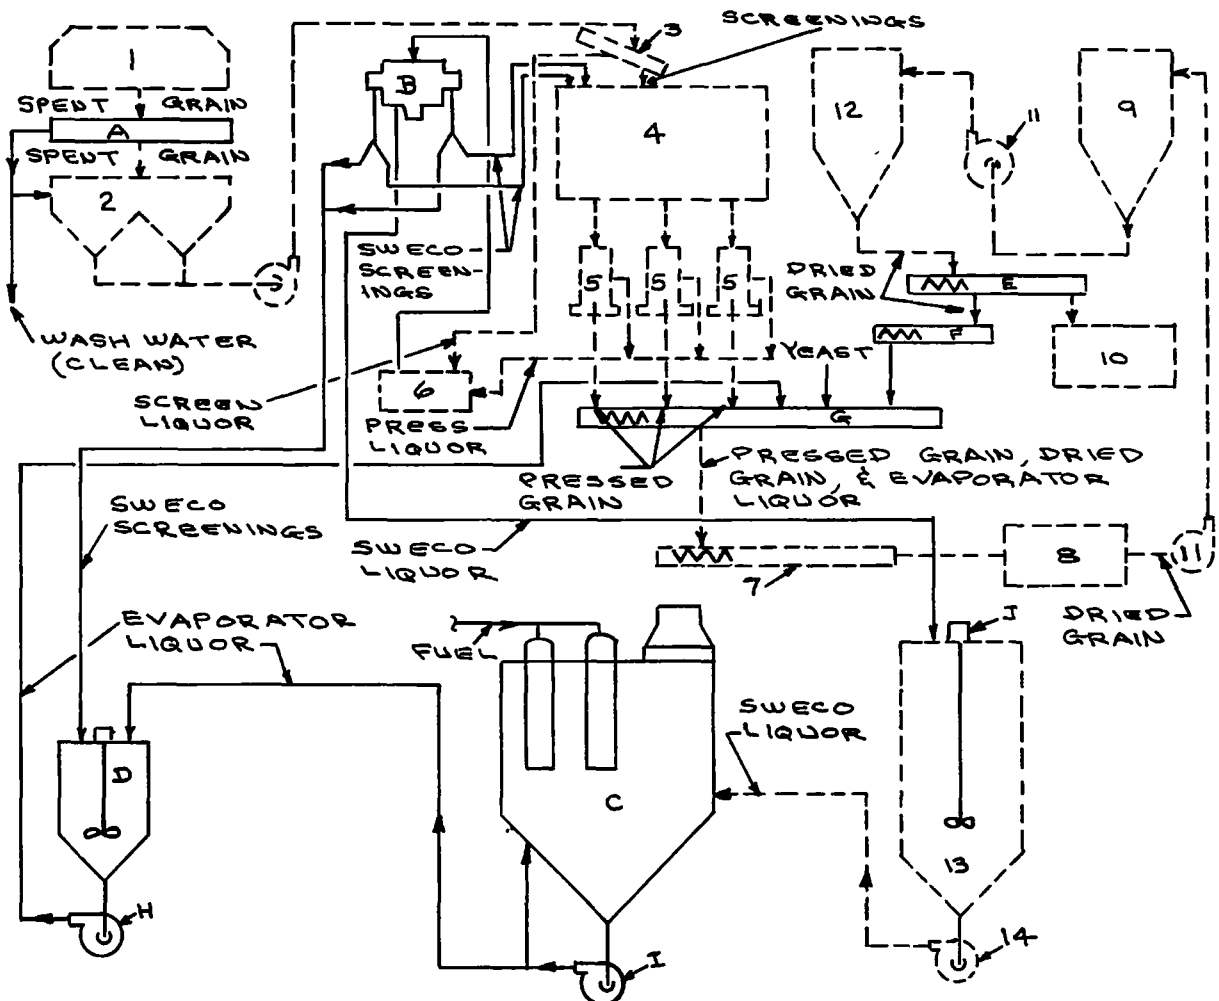 SCREENINGS
3
1
B
12
11
9
4
SPENT GRAIN
A
SPENT GRAIN
2
SWECO
SCREEN-
INGS
5 5 5
DRIED
GRAIN
E
F
10
WASH WATER
(CLEAN)
YEAST
6
SCREEN
LIQUOR
PRESS
LIQUOR
G
PRESSED
GRAIN
PRESSED GRAIN, DRIED
GRAIN, & EVAPORATOR
LIQUOR
SWECO
SCREENINGS
SWECO
LIQUOR
7
8
11
DRIED
GRAIN
EVAPORATOR
LIQUOR
FUEL
J
SWECO
LIQUOR
D
C
13
H
I
14